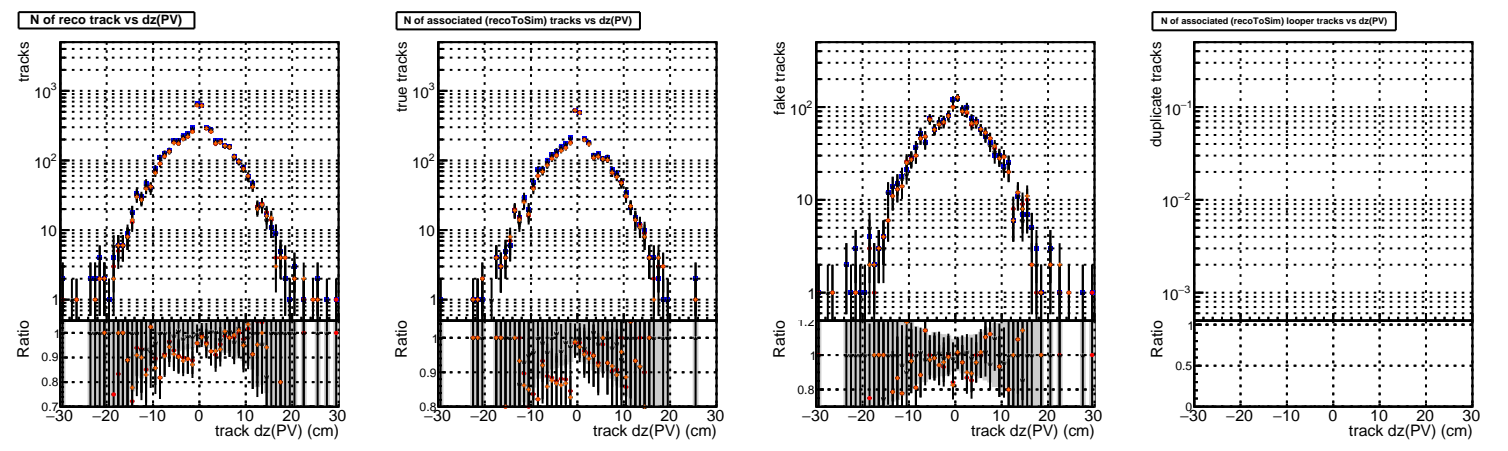 N of reco track vs dz(PV)
tracks
10³
10²
10
1
Ratio
1
0.9
0.8
0.7
−30 −20 −10 0 10 20 30
track dz(PV) (cm)
N of associated (recoToSim) tracks vs dz(PV)
true tracks
10³
10²
10
1
Ratio
1
0.9
0.8
−30 −20 −10 0 10 20 30
track dz(PV) (cm)
fake tracks
10²
10
1
Ratio
1.2
1
0.8
−30 −20 −10 0 10 20 30
track dz(PV) (cm)
N of associated (recoToSim) looper tracks vs dz(PV)
duplicate tracks
10⁻¹
10⁻²
10⁻³
Ratio
1
0.5
0
−30 −20 −10 0 10 20 30
track dz(PV) (cm)